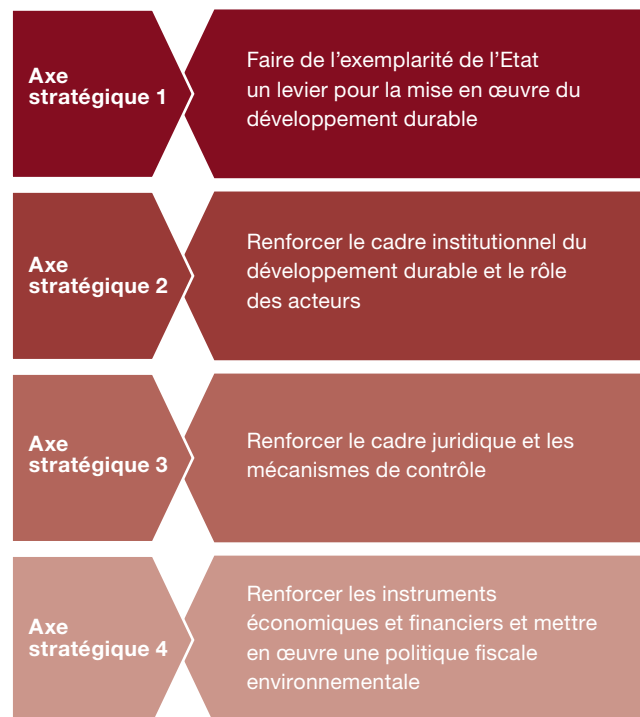 Axe
stratégique 1
Faire de l’exemplarité de l’Etat
un levier pour la mise en œuvre du
développement durable
Axe
stratégique 2
Renforcer le cadre institutionnel du
développement durable et le rôle
des acteurs
Axe
stratégique 3
Renforcer le cadre juridique et les
mécanismes de contrôle
Axe
stratégique 4
Renforcer les instruments
économiques et financiers et mettre
en œuvre une politique fiscale
environnementale